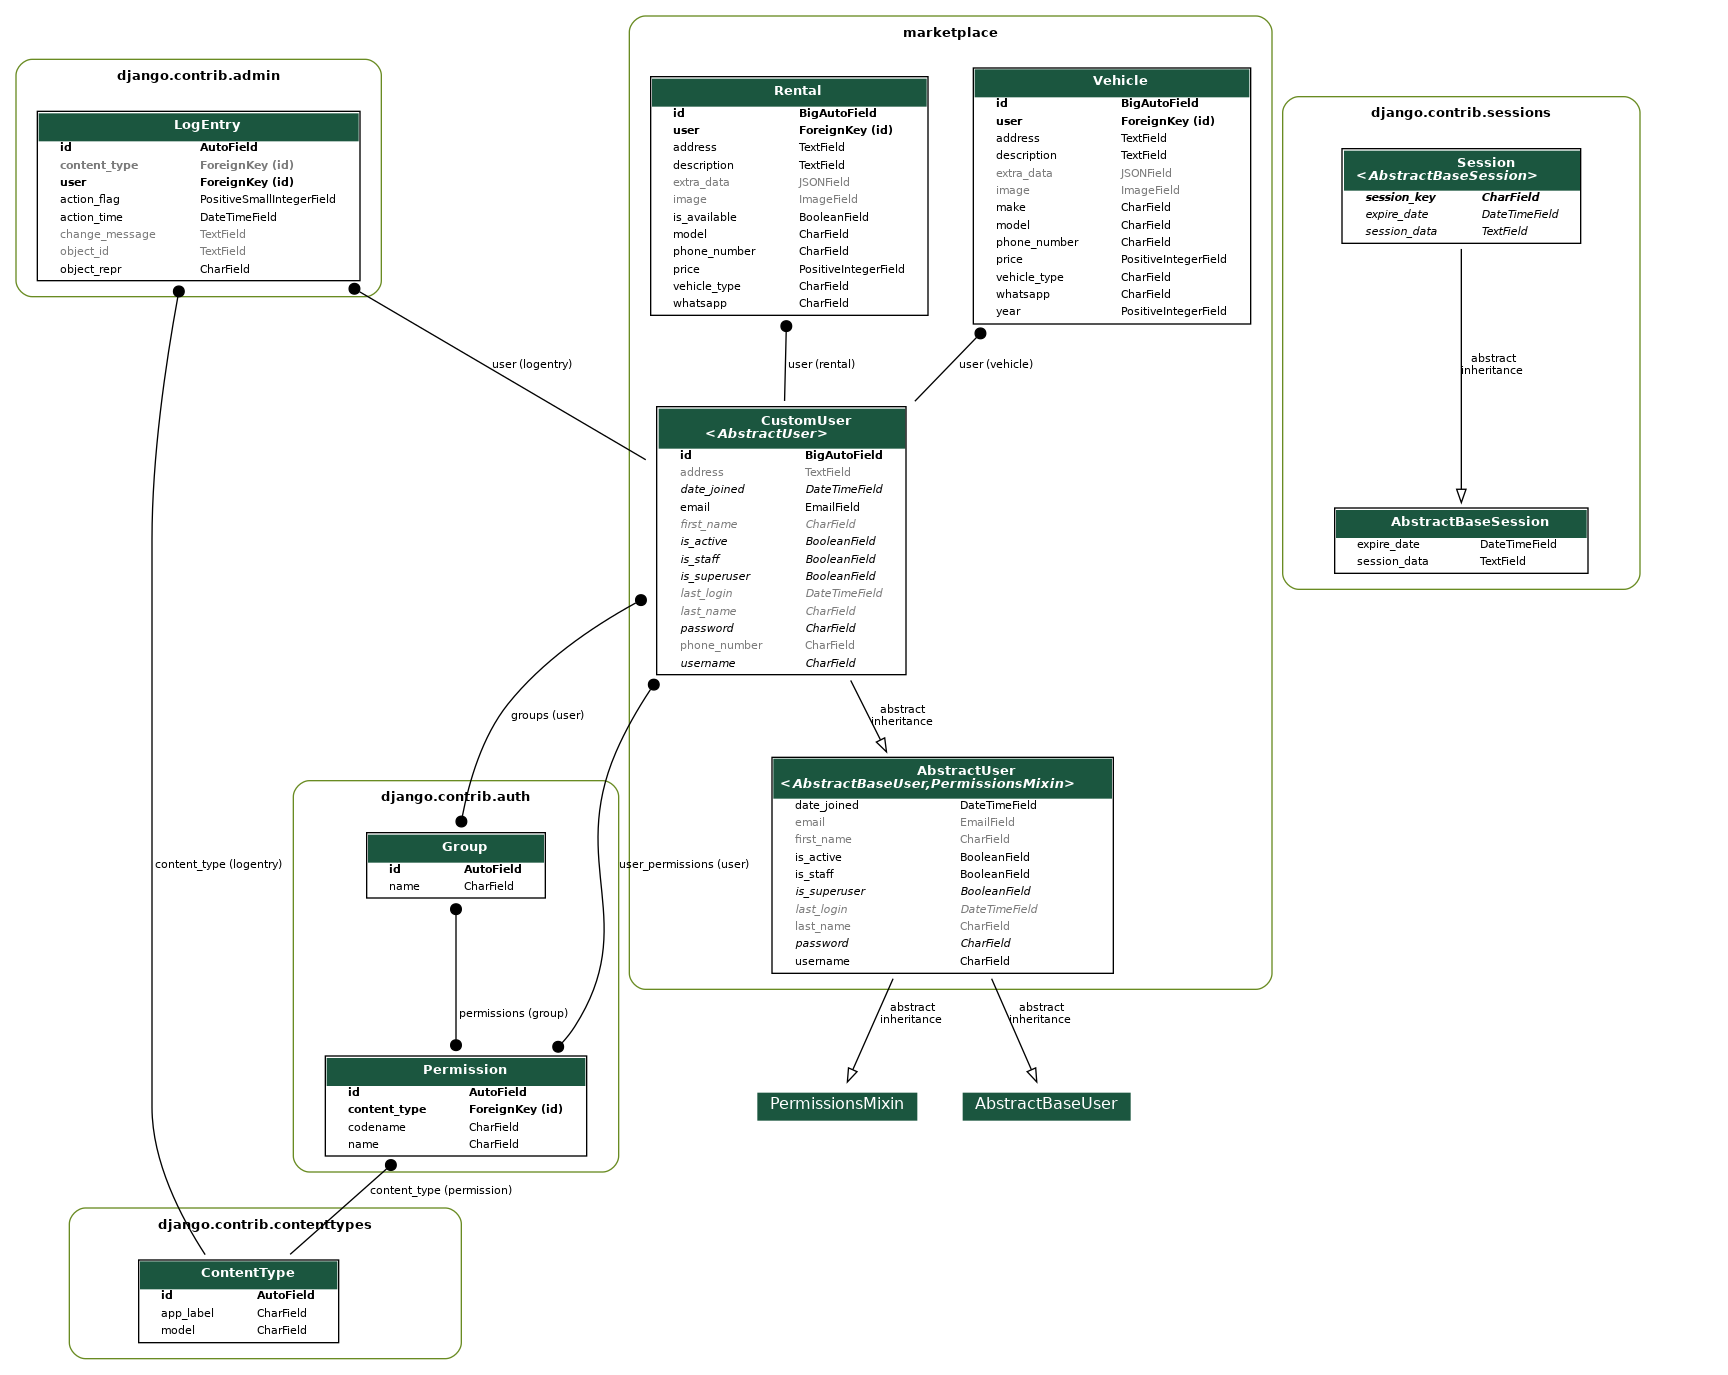 django.contrib.admin
LogEntry
id AutoField
content_type ForeignKey (id)
user ForeignKey (id)
action_flag PositiveSmallIntegerField
action_time DateTimeField
change_message TextField
object_id TextField
object_repr CharField
marketplace
Rental
id BigAutoField
user ForeignKey (id)
address TextField
description TextField
extra_data JSONField
image ImageField
is_available BooleanField
model CharField
phone_number CharField
price PositiveIntegerField
vehicle_type CharField
whatsapp CharField
Vehicle
id BigAutoField
user ForeignKey (id)
address TextField
description TextField
extra_data JSONField
image ImageField
make CharField
model CharField
phone_number CharField
price PositiveIntegerField
vehicle_type CharField
whatsapp CharField
year PositiveIntegerField
django.contrib.sessions
Session
<AbstractBaseSession>
session_key CharField
expire_date DateTimeField
session_data TextField
abstract
inheritance
AbstractBaseSession
expire_date DateTimeField
session_data TextField
user (logentry)
user (rental)
user (vehicle)
CustomUser
<AbstractUser>
id BigAutoField
address TextField
date_joined DateTimeField
email EmailField
first_name CharField
is_active BooleanField
is_staff BooleanField
is_superuser BooleanField
last_login DateTimeField
last_name CharField
password CharField
phone_number CharField
username CharField
groups (user)
abstract
inheritance
AbstractUser
<AbstractBaseUser,PermissionsMixin>
date_joined DateTimeField
email EmailField
first_name CharField
is_active BooleanField
is_staff BooleanField
is_superuser BooleanField
last_login DateTimeField
last_name CharField
password CharField
username CharField
django.contrib.auth
Group
id AutoField
name CharField
content_type (logentry)
user_permissions (user)
permissions (group)
abstract
inheritance
abstract
inheritance
Permission
id AutoField
content_type ForeignKey (id)
codename CharField
name CharField
PermissionsMixin
AbstractBaseUser
content_type (permission)
django.contrib.contenttypes
ContentType
id AutoField
app_label CharField
model CharField